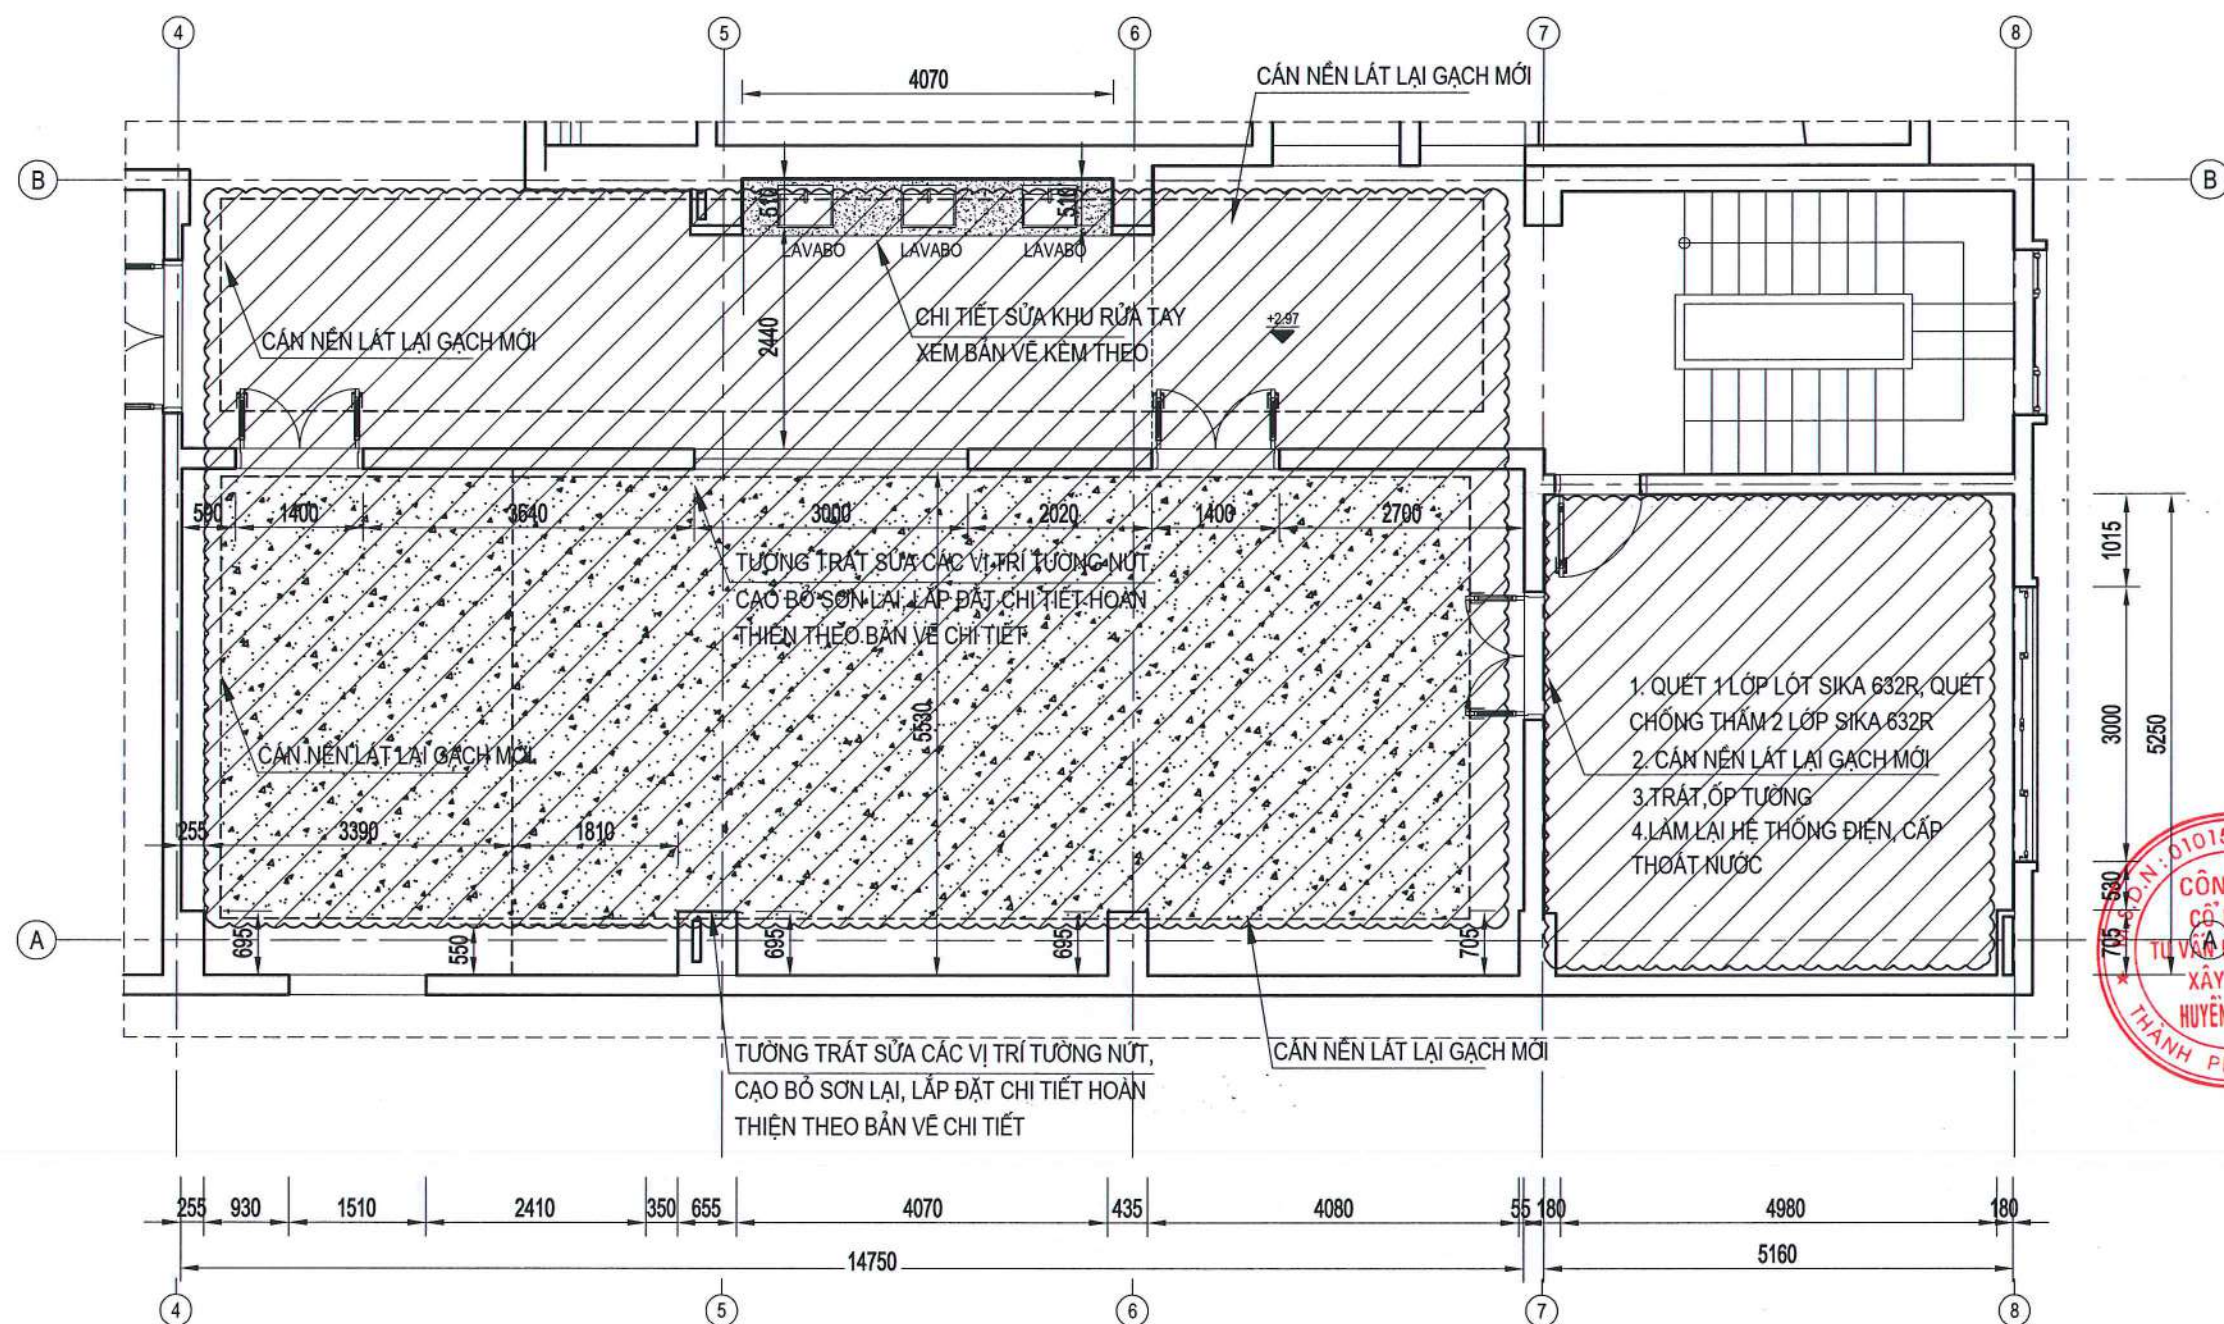 4 5 6 7 8
4070
CÁN NỀN LÁT LẠI GẠCH MỚI
B B
510 510
LAVABO LAVABO LAVABO
CHI TIẾT SỬA KHU RỬA TAY
XEM BẢN VẼ KÈM THEO
+2.97
CÁN NỀN LÁT LẠI GẠCH MỚI
2440
590 1400 3640 3000 2020 1400 2700
1015
TƯỜNG TRÁT SỬA CÁC VỊ TRÍ TƯỜNG NỨT,
CẠO BỎ SƠN LẠI, LẮP ĐẶT CHI TIẾT HOÀN
THIỆN THEO BẢN VẼ CHI TIẾT
1. QUÉT 1 LỚP LÓT SIKA 632R, QUÉT
CHỐNG THẤM 2 LỚP SIKA 632R
2. CÁN NỀN LÁT LẠI GẠCH MỚI
3.TRÁT,ỐP TƯỜNG
4.LÀM LẠI HỆ THỐNG ĐIỆN, CẤP
THOÁT NƯỚC
5530
3000
5250
CÁN NỀN LÁT LẠI GẠCH MỚI
255 3390 1810
530
A A
695 550 695 695 705 705
M.S.D.N: 0101
CÔN
CỔ
TƯ VẤN
XÂY
HUYỀN
THÀNH P
TƯỜNG TRÁT SỬA CÁC VỊ TRÍ TƯỜNG NỨT,
CẠO BỎ SƠN LẠI, LẮP ĐẶT CHI TIẾT HOÀN
THIỆN THEO BẢN VẼ CHI TIẾT
CÁN NỀN LÁT LẠI GẠCH MỚI
255 930 1510 2410 350 655 4070 435 4080 55 180 4980 180
14750 5160
4 5 6 7 8